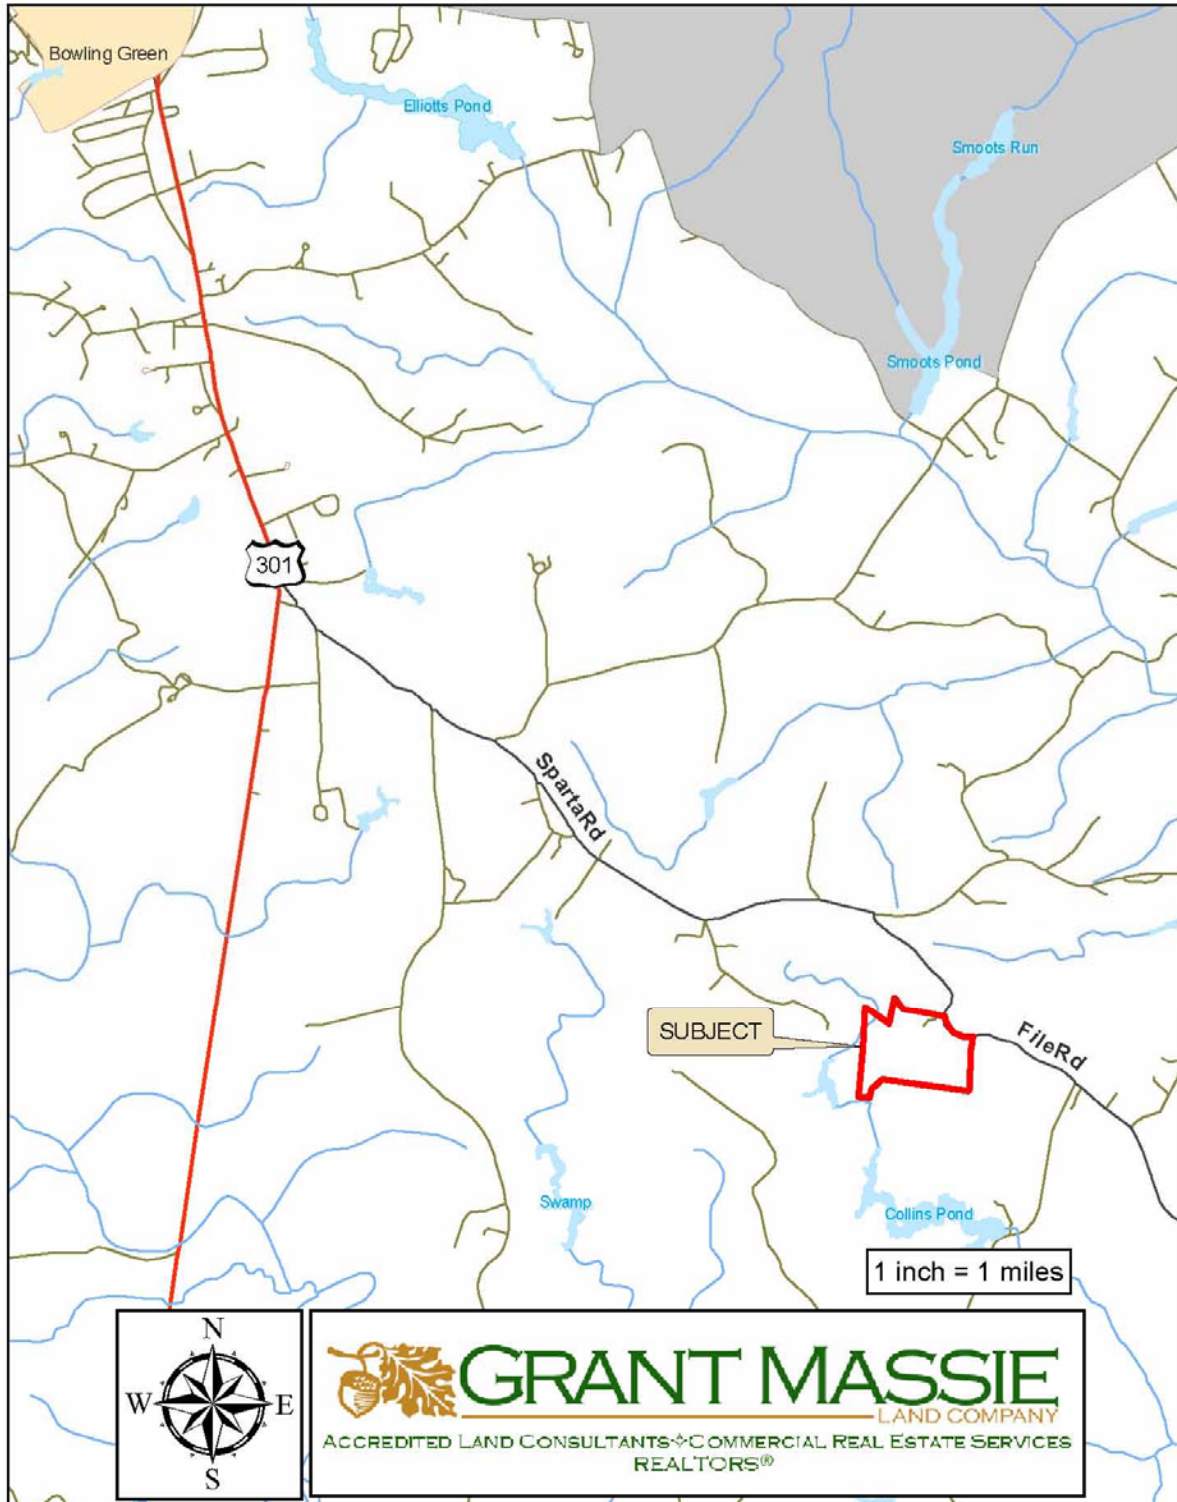 Bowling Green
Elliotts Pond
Smoots Run
Smoots Pond
301
SpartaRd
SUBJECT
FileRd
Swamp
Collins Pond
1 inch = 1 miles
N
W E
S
GRANT MASSIE
LAND COMPANY
ACCREDITED LAND CONSULTANTS✧COMMERCIAL REAL ESTATE SERVICES
REALTORS®